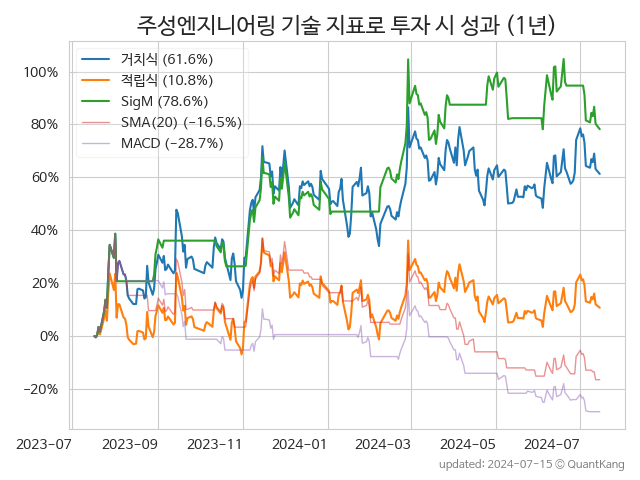 주성엔지니어링 기술 지표로 투자 시 성과 (1년)
거치식 (61.6%)
적립식 (10.8%)
SigM (78.6%)
SMA(20) (−16.5%)
MACD (−28.7%)
100%
80%
60%
40%
20%
0%
−20%
2023-07 2023-09 2023-11 2024-01 2024-03 2024-05 2024-07
updated: 2024-07-15 © QuantKang